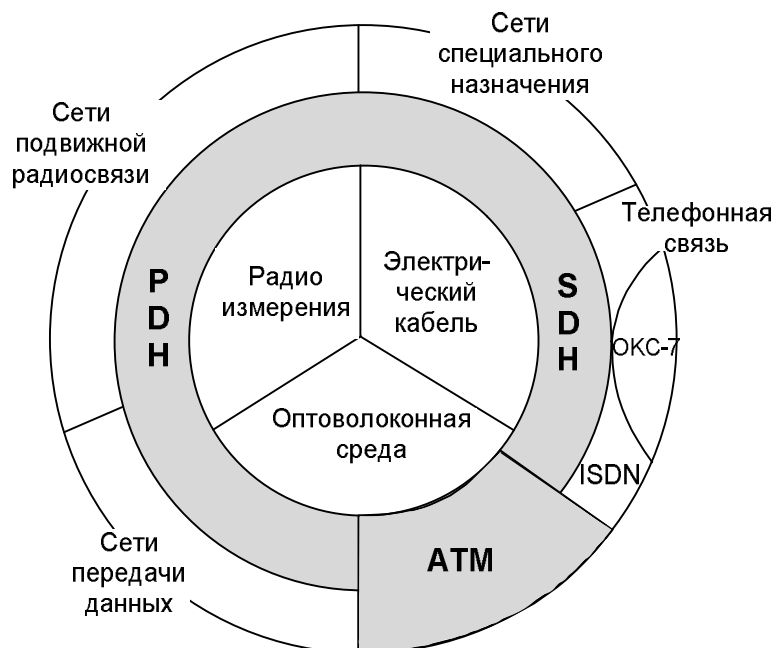 Сети
специального
назначения
Сети
подвижной
радиосвязи
Телефонная
связь
P
D
H
Радио
измерения
Электри-
ческий
кабель
S
D
H
ОКС-7
Оптоволоконная
среда
ISDN
Сети
передачи
данных
ATM